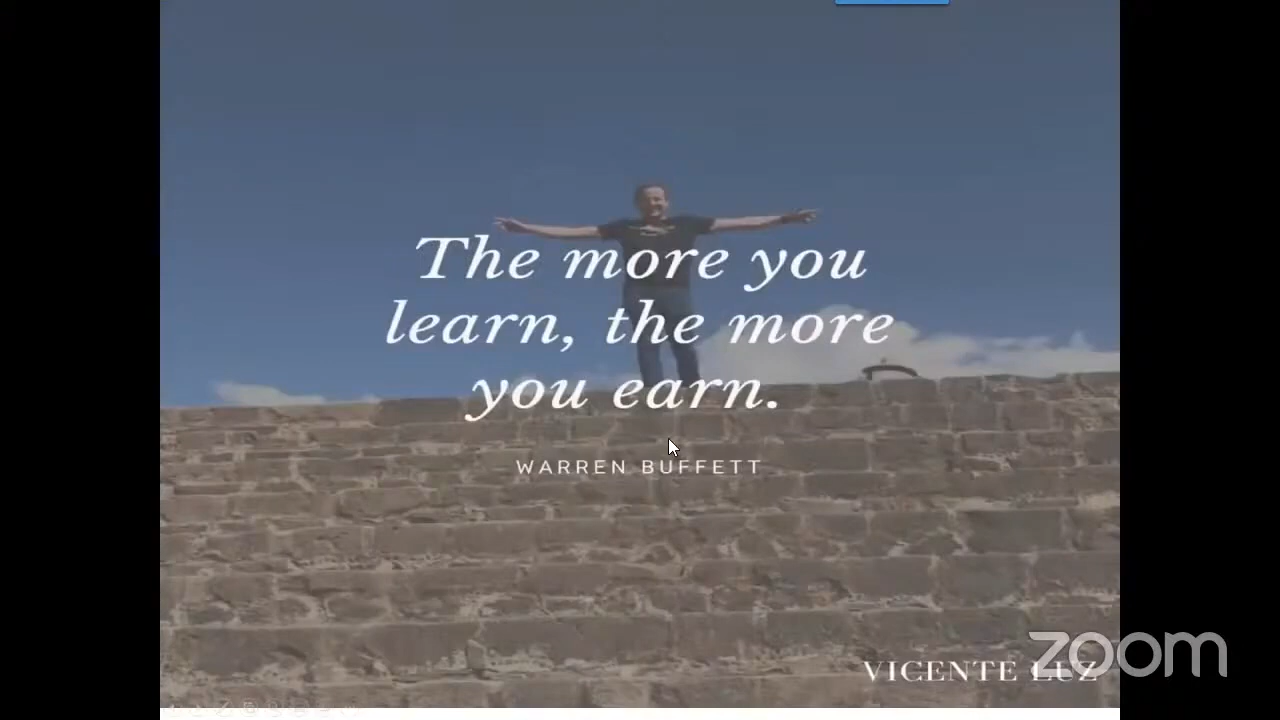 The more you
learn, the more
you earn.
WARREN BUFFETT
VICENTE LUZ
zoom